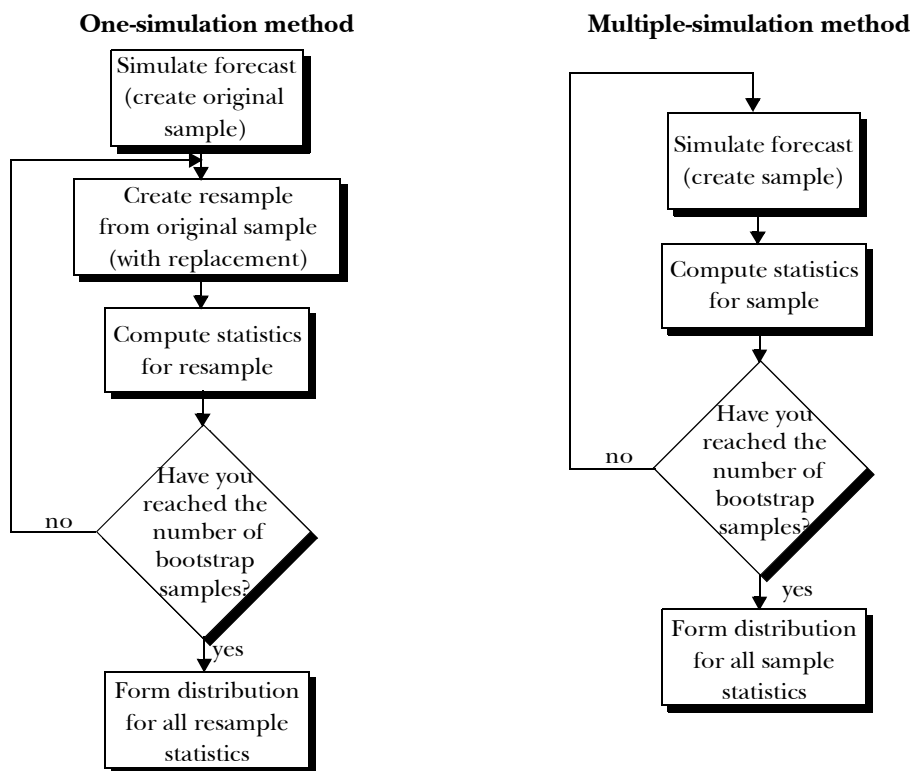 One-simulation method
Simulate forecast
(create original
sample)
Create resample
from original sample
(with replacement)
Compute statistics
for resample
Have you
reached the
number of
bootstrap
samples?
no
yes
Form distribution
for all resample
statistics
Multiple-simulation method
Simulate forecast
(create sample)
Compute statistics
for sample
Have you
reached the
number of
bootstrap
samples?
no
yes
Form distribution
for all sample
statistics